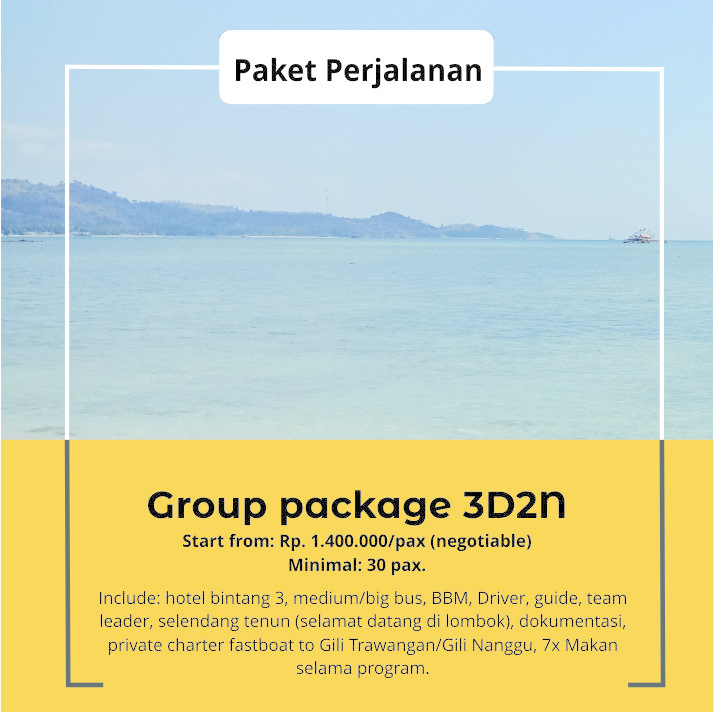 Paket Perjalanan
Group package 3D2N
Start from: Rp. 1.400.000/pax (negotiable)
Minimal: 30 pax.
Include: hotel bintang 3, medium/big bus, BBM, Driver, guide, team
leader, selendang tenun (selamat datang di lombok), dokumentasi,
private charter fastboat to Gili Trawangan/Gili Nanggu, 7x Makan
selama program.